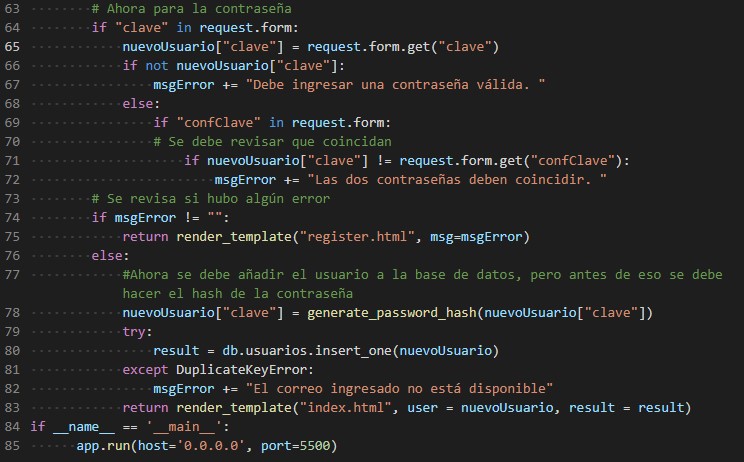 63 # Ahora para la contraseña
64 if "clave" in request.form:
65 nuevoUsuario["clave"] = request.form.get("clave")
66 if not nuevoUsuario["clave"]:
67 msgError += "Debe ingresar una contraseña válida. "
68 else:
69 if "confClave" in request.form:
70 # Se debe revisar que coincidan
71 if nuevoUsuario["clave"] != request.form.get("confClave"):
72 msgError += "Las dos contraseñas deben coincidir. "
73 # Se revisa si hubo algún error
74 if msgError != "":
75 return render_template("register.html", msg=msgError)
76 else:
77 #Ahora se debe añadir el usuario a la base de datos, pero antes de eso se debe
hacer el hash de la contraseña
78 nuevoUsuario["clave"] = generate_password_hash(nuevoUsuario["clave"])
79 try:
80 result = db.usuarios.insert_one(nuevoUsuario)
81 except DuplicateKeyError:
82 msgError += "El correo ingresado no está disponible"
83 return render_template("index.html", user = nuevoUsuario, result = result)
84 if __name__ == '__main__':
85 app.run(host='0.0.0.0', port=5500)